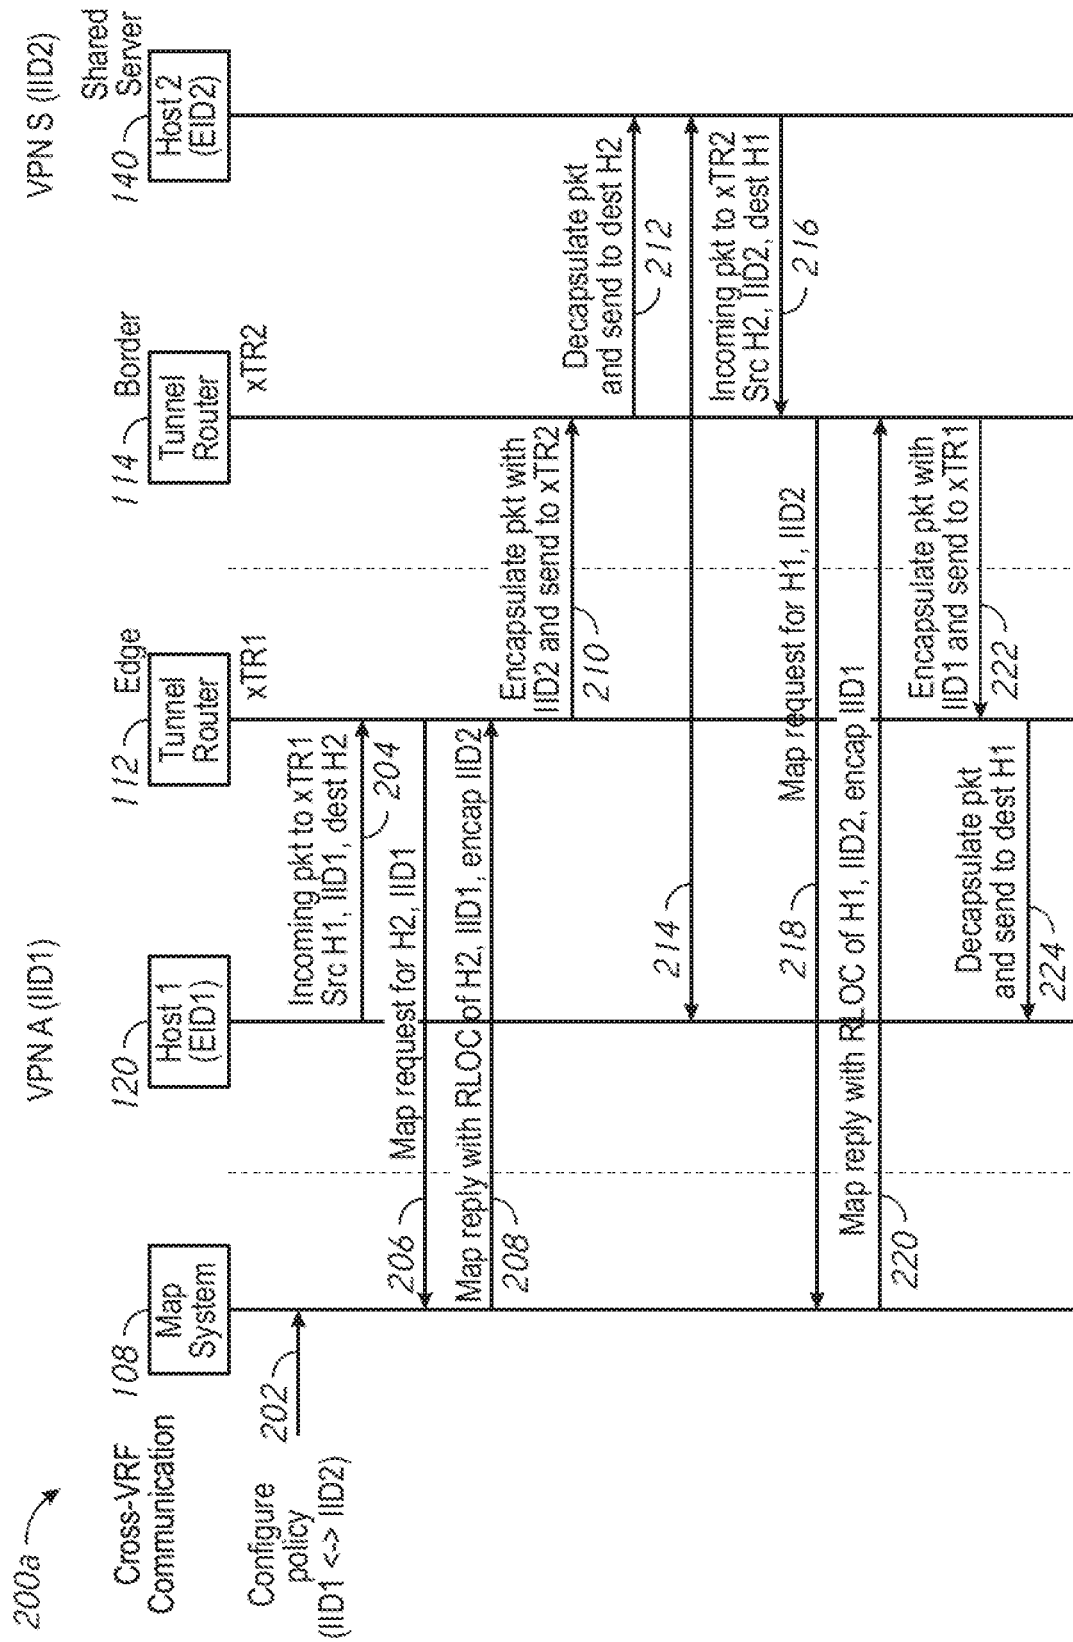 200a
Cross-VRF
Communication
VPN A (IID1)
VPN S (IID2)
108
Map
System
120
Host 1
(EID1)
112
Edge
Tunnel
Router
xTR1
114
Border
Tunnel
Router
xTR2
140
Shared
Server
Host 2
(EID2)
Configure
policy
(IID1 <-> IID2)
202
Incoming pkt to xTR1
Src H1, IID1, dest H2
204
Map request for H2, IID1
206
Map reply with RLOC of H2, IID1, encap IID2
208
Encapsulate pkt with
IID2 and send to xTR2
210
Decapsulate pkt
and send to dest H2
212
214
Incoming pkt to xTR2
Src H2, IID2, dest H1
216
Map request for H1, IID2
218
Map reply with RLOC of H1, IID2, encap IID1
220
Encapsulate pkt with
IID1 and send to xTR1
222
Decapsulate pkt
and send to dest H1
224